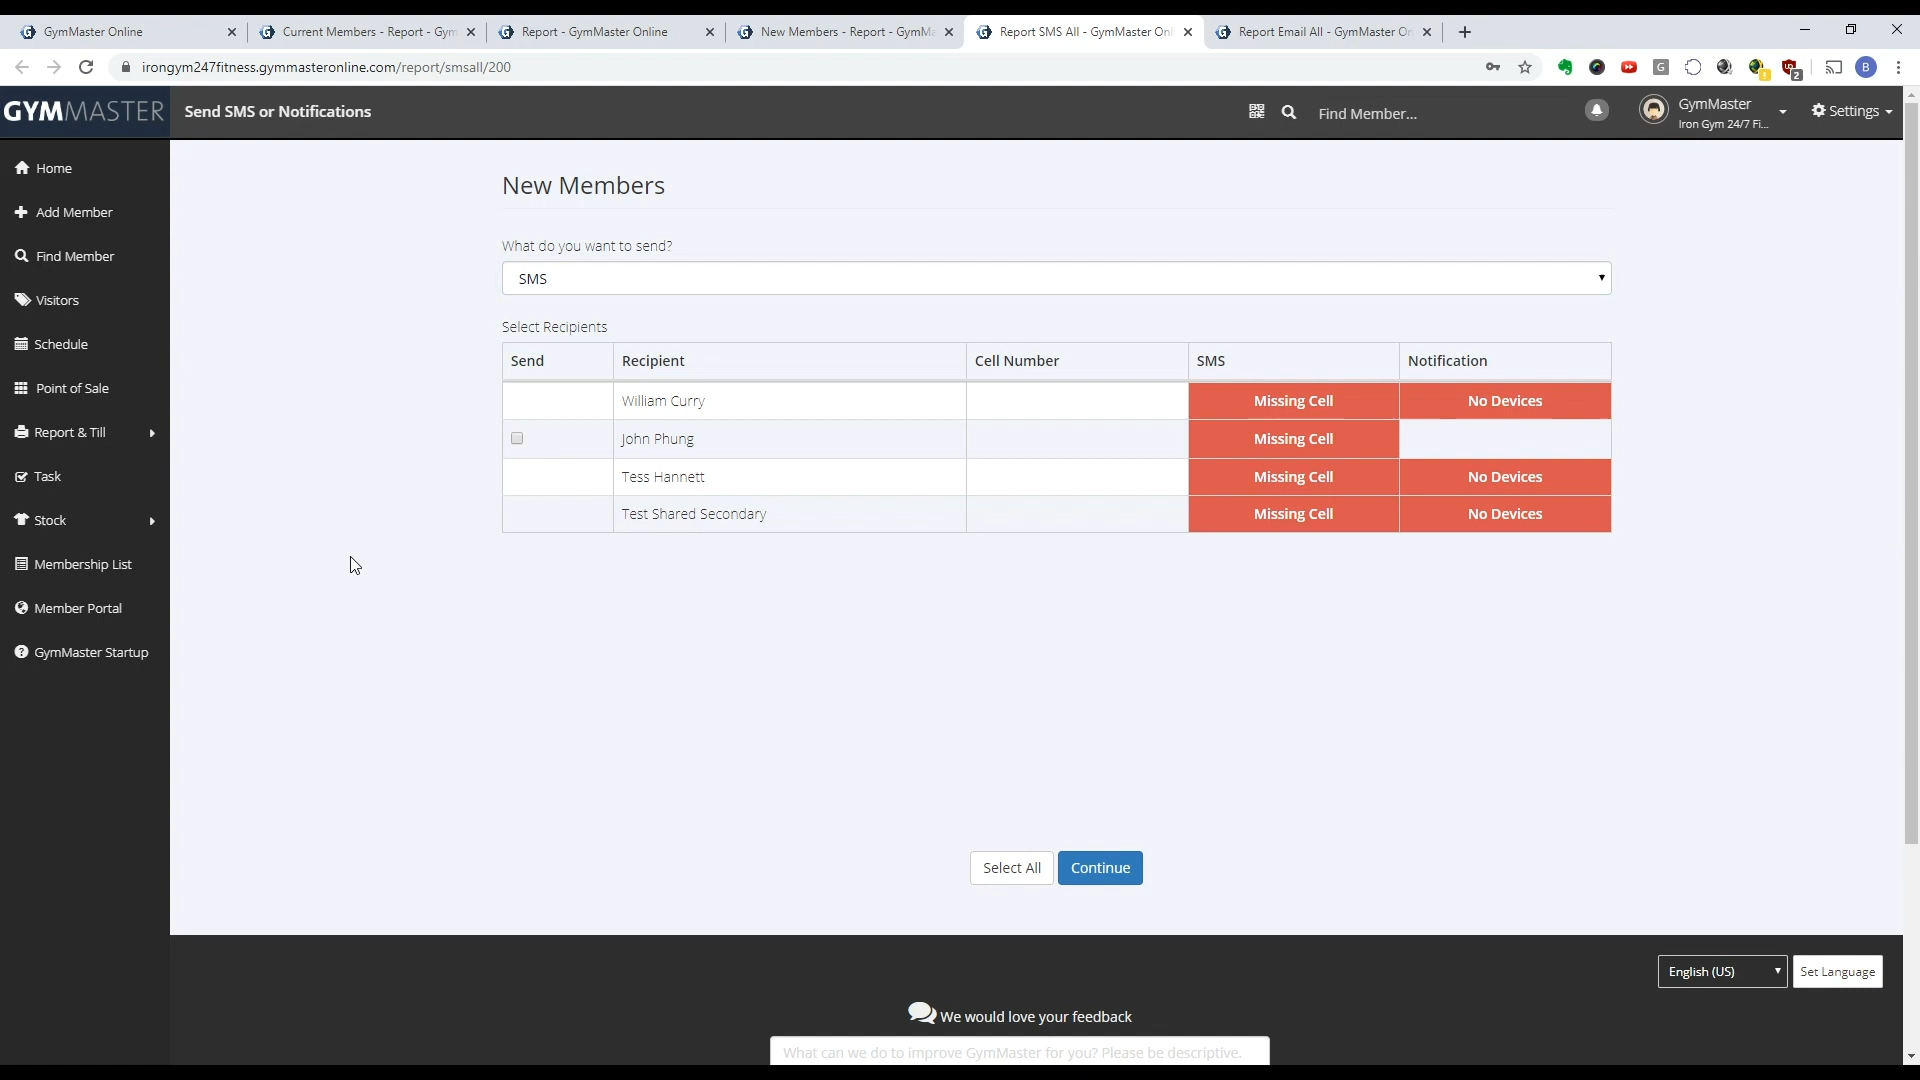 GymMaster Online
Current Members - Report - Gym
Report - GymMaster Online
New Members - Report - GymMa
Report SMS All - GymMaster Onl
Report Email All - GymMaster Or
irongym247fitness.gymmasteronline.com/report/smsall/200
G
2
B
GYMMASTER
Send SMS or Notifications
Find Member...
GymMaster
Iron Gym 24/7 Fi...
Settings
Home
Add Member
Find Member
Visitors
Schedule
Point of Sale
Report & Till
Task
Stock
Membership List
Member Portal
GymMaster Startup
New Members
What do you want to send?
SMS
Select Recipients
Send Recipient Cell Number SMS Notification
William Curry Missing Cell No Devices
John Phung Missing Cell
Tess Hannett Missing Cell No Devices
Test Shared Secondary Missing Cell No Devices
Select All Continue
English (US) Set Language
We would love your feedback
What can we do to improve GymMaster for you? Please be descriptive.